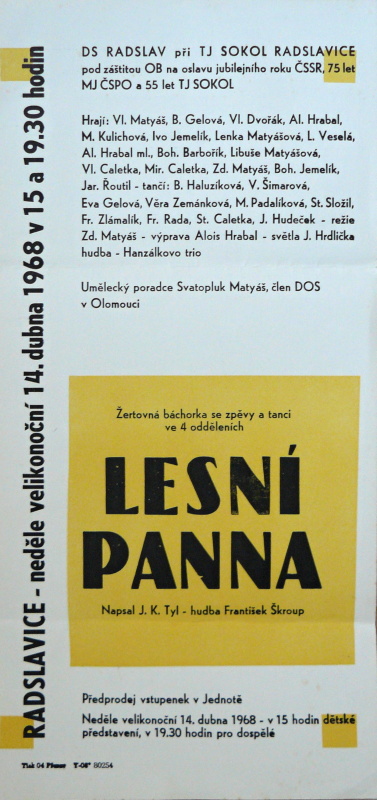 RADSLAVICE - neděle velikonoční 14. dubna 1968 v 15 a 19.30 hodin
DS RADSLAV při TJ SOKOL RADSLAVICE
pod záštitou OB na oslavu jubilejního roku ČSSR, 75 let
MJ ČSPO a 55 let TJ SOKOL
Hrají: Vl. Matyáš, B. Gelová, Vl. Dvořák, Al. Hrabal,
M. Kulichová, Ivo Jemelík, Lenka Matyášová, L. Veselá,
Al. Hrabal ml., Boh. Barbořík, Libuše Matyášová,
Vl. Caletka, Mir. Caletka, Zd. Matyáš, Boh. Jemelík,
Jar. Routil - tančí: B. Haluzíková, V. Šimarová,
Eva Gelová, Věra Zemánková, M. Padalíková, St. Složil,
Fr. Zlámalík, Fr. Rada, St. Caletka, J. Hudeček - režie
Zd. Matyáš - výprava Alois Hrabal - světla J. Hrdlička
hudba - Hanzálkovo trio
Umělecký poradce Svatopluk Matyáš, člen DOS
v Olomouci
Žertovná báchorka se zpěvy a tanci
ve 4 odděleních
LESNÍ
PANNA
Napsal J. K. Tyl - hudba František Škroup
Předprodej vstupenek v Jednotě
Neděle velikonoční 14. dubna 1968 - v 15 hodin dětské
představení, v 19.30 hodin pro dospělé
Tisk 04 Přerov T-08* 80254